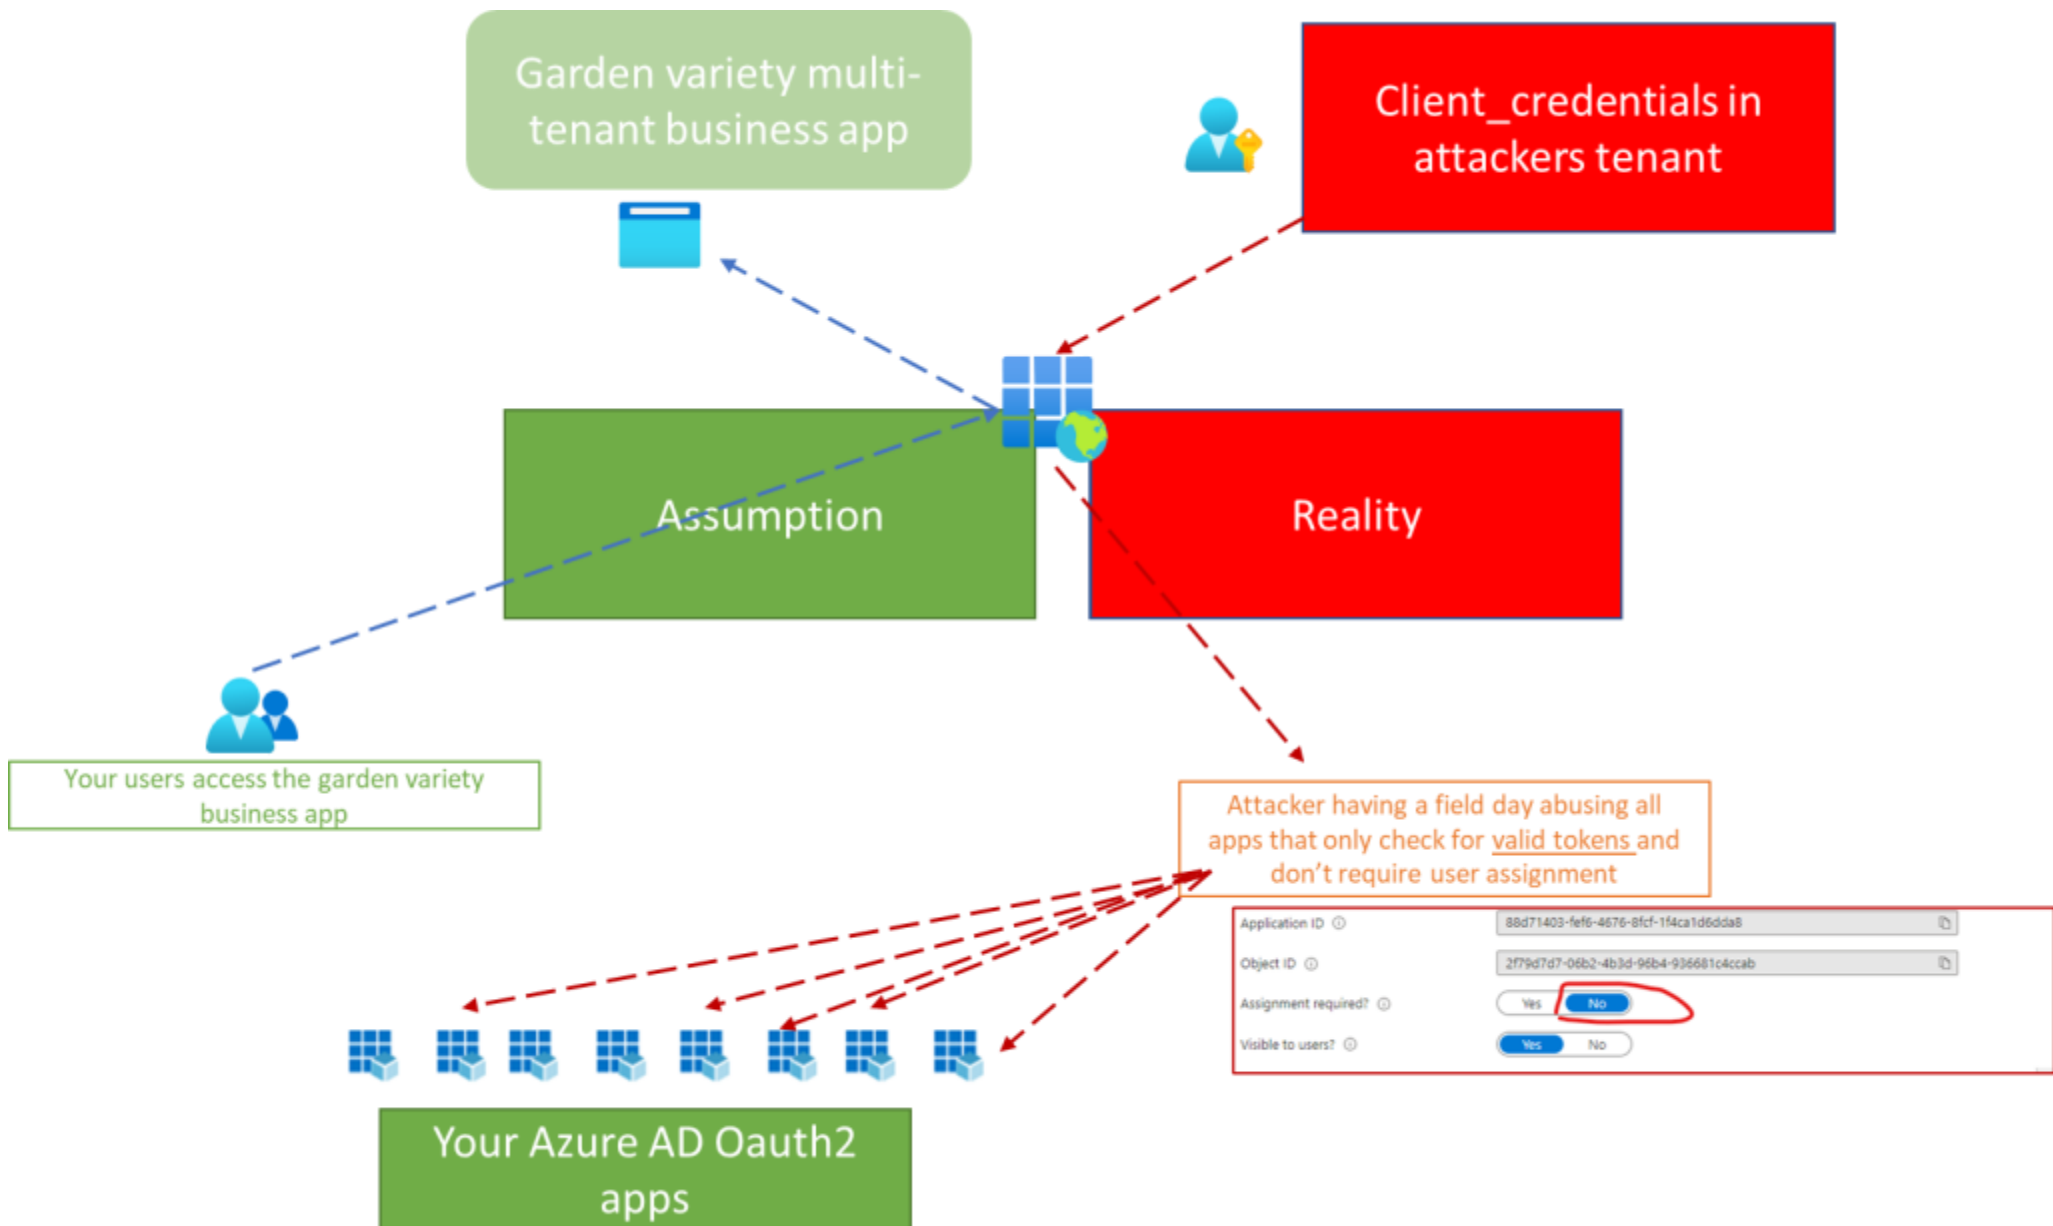 Garden variety multi-
tenant business app
Client_credentials in
attackers tenant
Assumption
Reality
Your users access the garden variety
business app
Attacker having a field day abusing all
apps that only check for valid tokens and
don't require user assignment
Application ID
88d71403-fef6-4676-8fcf-1f4ca1d6dda8
Object ID
2f79d7d7-06b2-4b3d-96b4-936681c4ccab
Assignment required?
Yes No
Visible to users?
Yes No
Your Azure AD Oauth2
apps